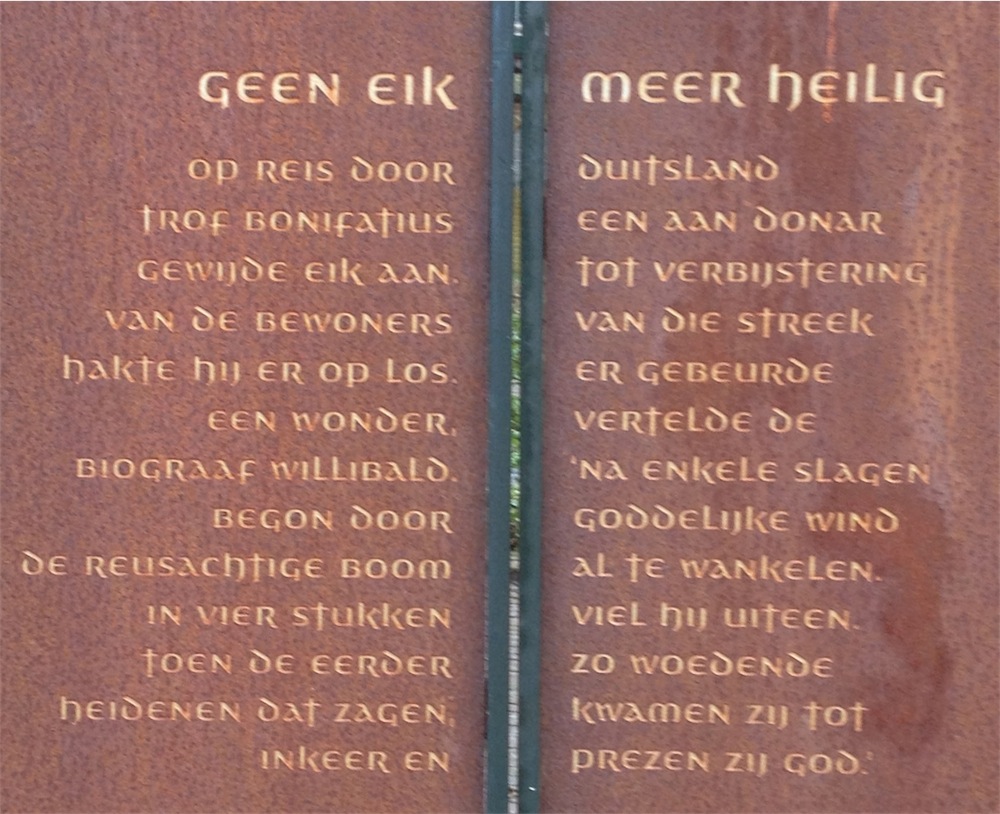 GEEN EIK MEER HEILIG
OP REIS DOOR DUITSLAND
TROF BONIFATIUS EEN AAN DONAR
GEWIJDE EIK AAN. TOT VERBIJSTERING
VAN DE BEWONERS VAN DIE STREEK
HAKTE HIJ ER OP LOS. ER GEBEURDE
EEN WONDER, VERTELDE DE
BIOGRAAF WILLIBALD. 'NA ENKELE SLAGEN
BEGON DOOR GODDELIJKE WIND
DE REUSACHTIGE BOOM AL TE WANKELEN.
IN VIER STUKKEN VIEL HIJ UITEEN.
TOEN DE EERDER ZO WOEDENDE
HEIDENEN DAT ZAGEN, KWAMEN ZIJ TOT
INKEER EN PREZEN ZIJ GOD.'